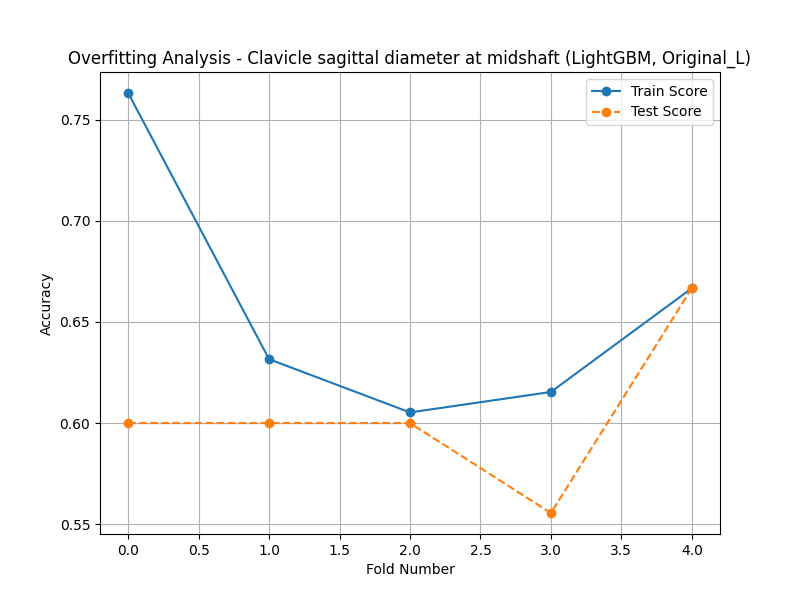 Overfitting Analysis - Clavicle sagittal diameter at midshaft (LightGBM, Original_L)
Train Score
Test Score
Accuracy
0.75
0.70
0.65
0.60
0.55
0.0 0.5 1.0 1.5 2.0 2.5 3.0 3.5 4.0
Fold Number